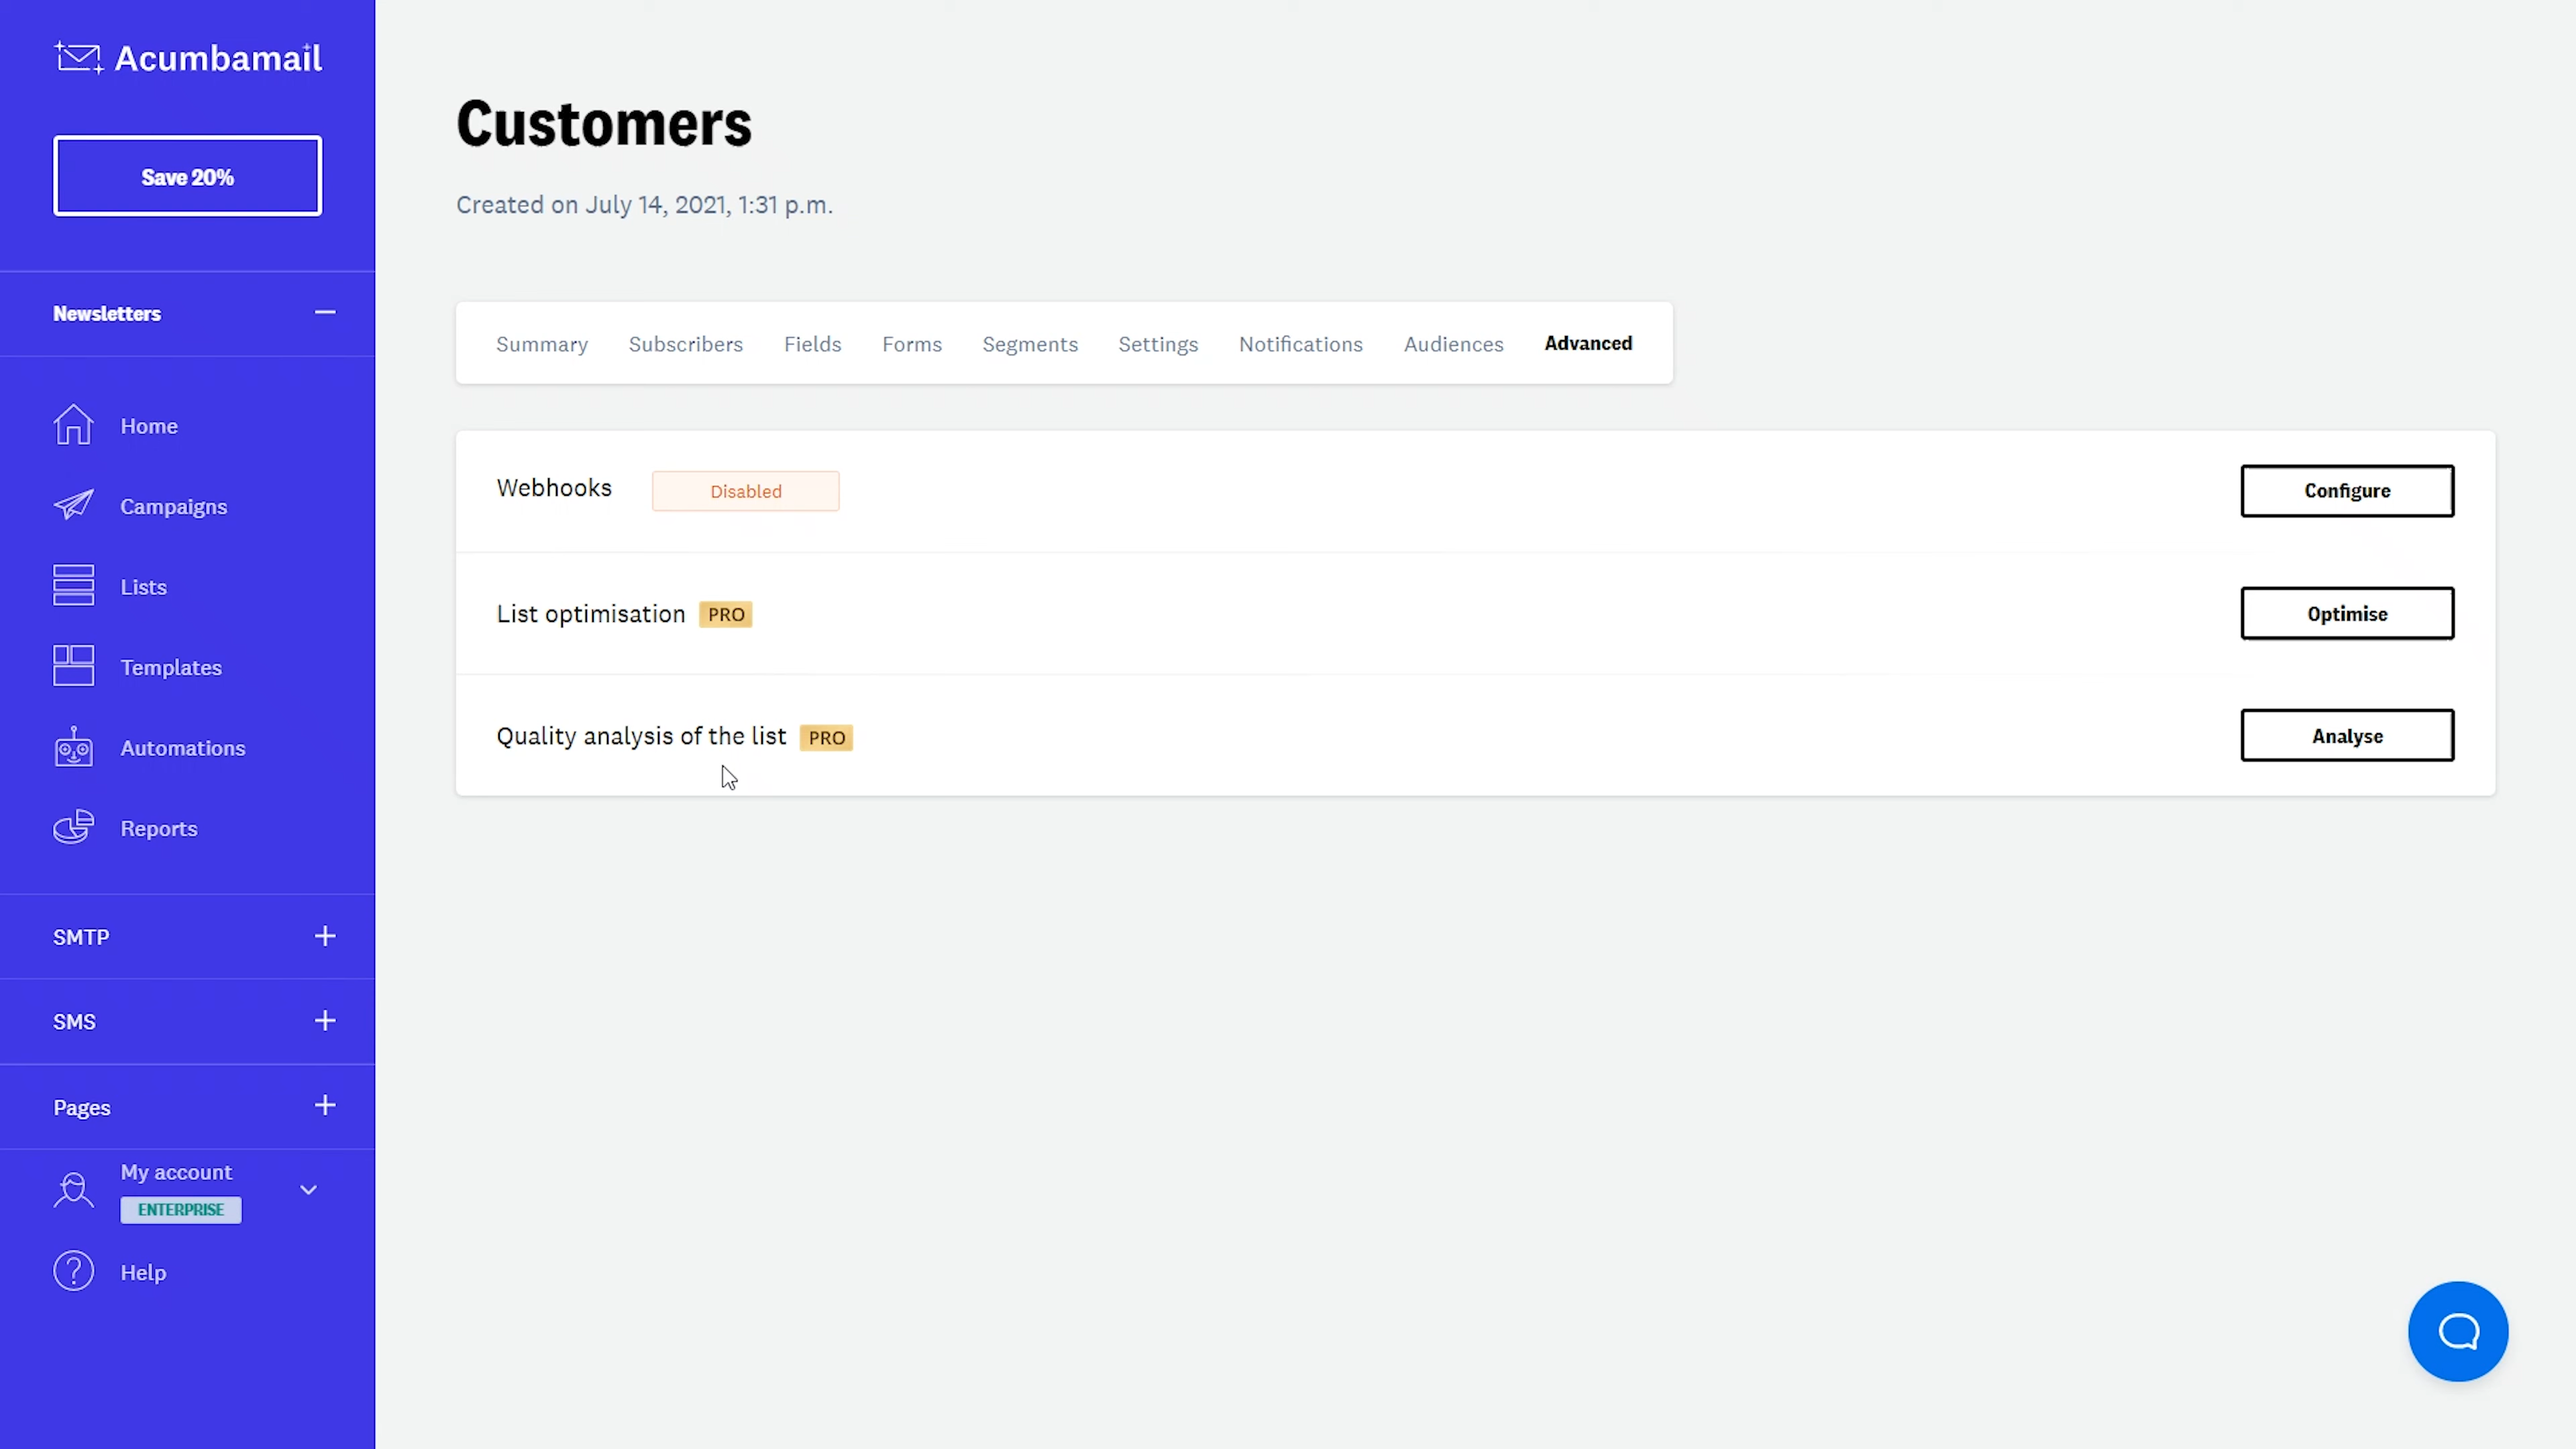 Acumbamail
Save 20%
Newsletters
Home
Campaigns
Lists
Templates
Automations
Reports
SMTP
SMS
Pages
My account
ENTERPRISE
Help
Customers
Created on July 14, 2021, 1:31 p.m.
Summary Subscribers Fields Forms Segments Settings Notifications Audiences Advanced
Webhooks Disabled Configure
List optimisation PRO Optimise
Quality analysis of the list PRO Analyse